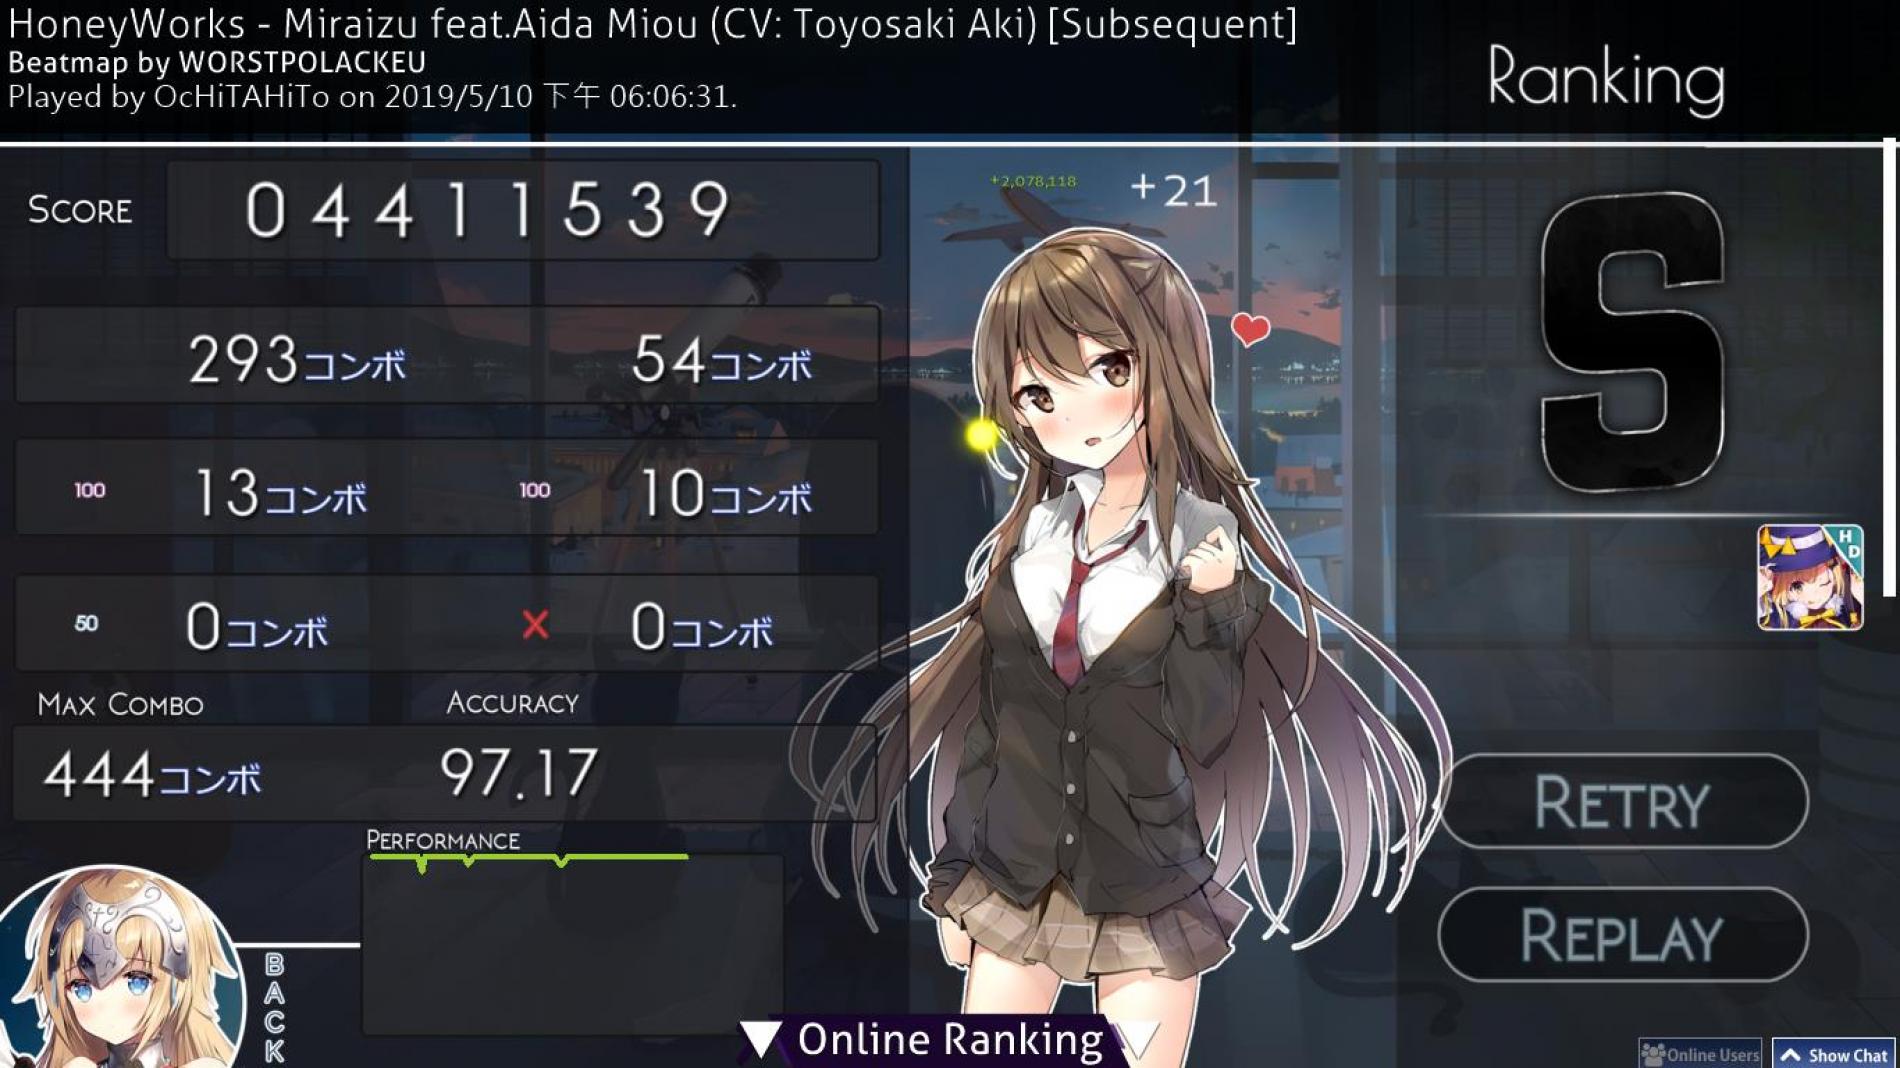 HoneyWorks - Miraizu feat.Aida Miou (CV: Toyosaki Aki) [Subsequent]
Beatmap by WORSTPOLACKEU
Played by OcHiTAHiTo on 2019/5/10 下午 06:06:31.
Ranking
Score 04411539
+2,078,118 +21
293コンボ 54コンボ
100 13コンボ 100 10コンボ
50 0コンボ X 0コンボ
HD
Max Combo Accuracy
444コンボ 97.17
Performance
Retry
Replay
BACK
Online Ranking
Online Users Show Chat